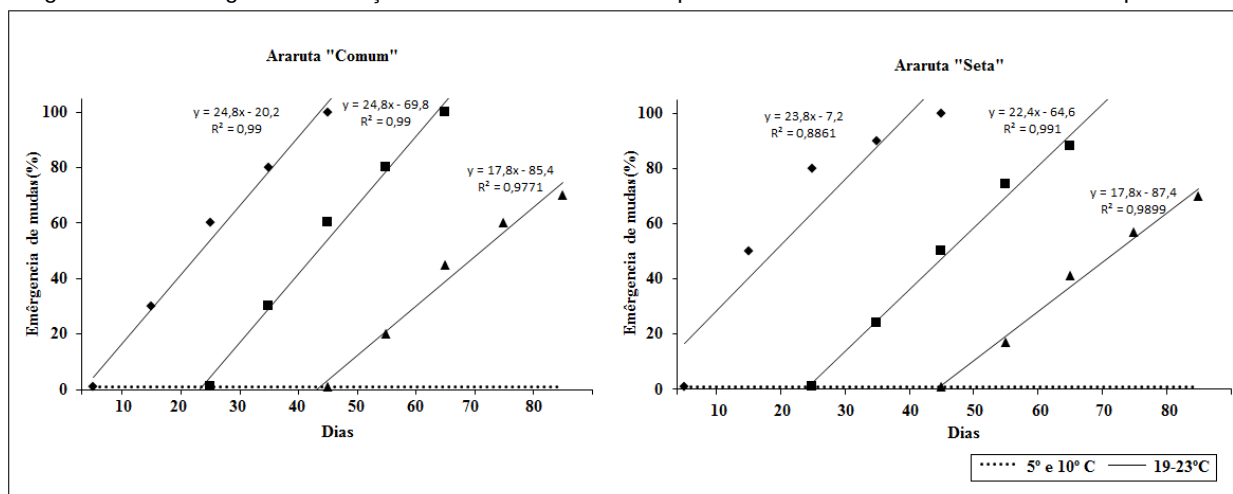 Araruta "Comum"
Emêrgencia de mudas(%)
100
80
60
40
20
0
y = 24,8x - 20,2
R² = 0,99
y = 24,8x - 69,8
R² = 0,99
y = 17,8x - 85,4
R² = 0,9771
10 20 30 40 50 60 70 80
Dias
Araruta "Seta"
Emêrgencia de mudas(%)
100
80
60
40
20
0
y = 23,8x - 7,2
R² = 0,8861
y = 22,4x - 64,6
R² = 0,991
y = 17,8x - 87,4
R² = 0,9899
10 20 30 40 50 60 70 80
Dias
5º e 10º C 19-23ºC